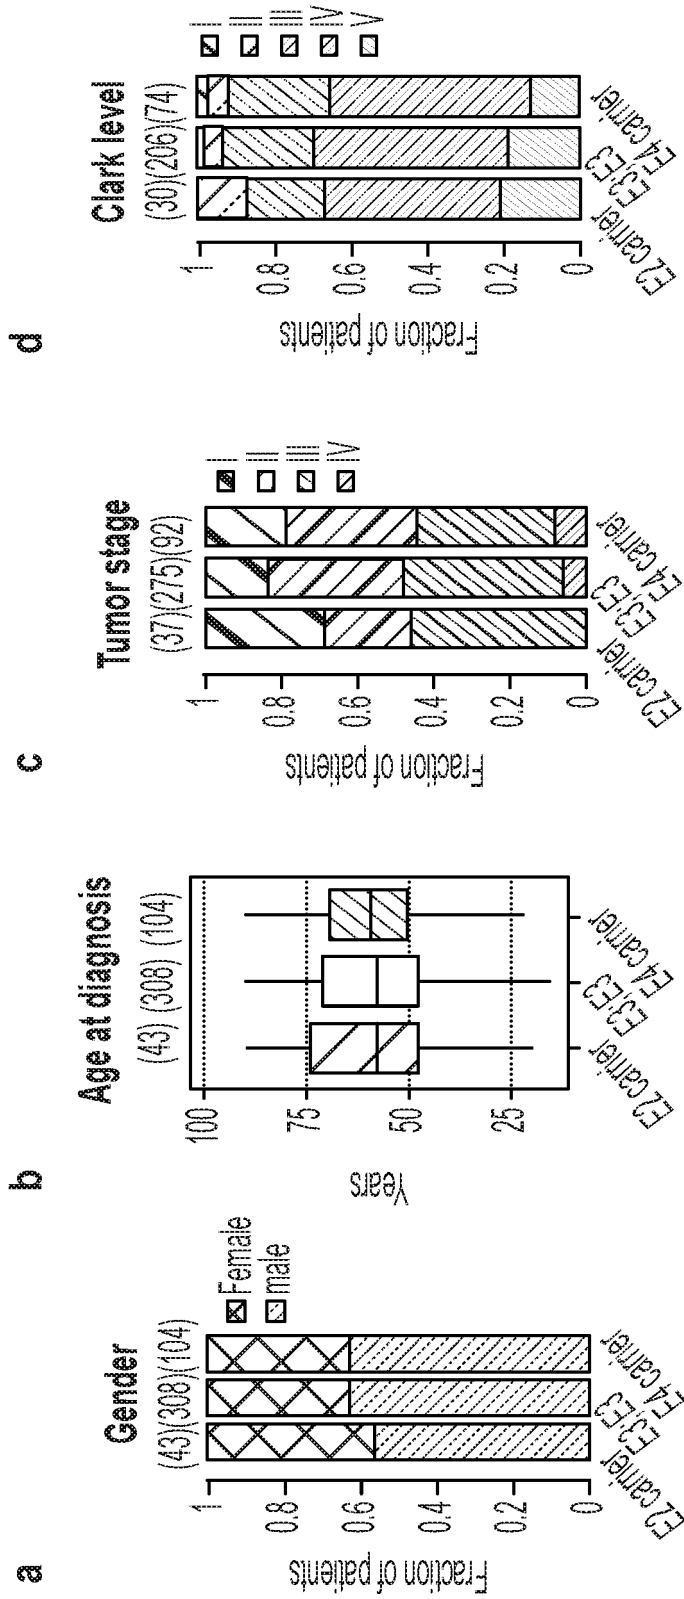 a
Gender
(43)(308)(104)
Fraction of patients
1
0.8
0.6
0.4
0.2
0
E2 carrier
E3;E3
E4 carrier
Female
male
b
Age at diagnosis
(43) (308) (104)
Years
100
75
50
25
E2 carrier
E3;E3
E4 carrier
c
Tumor stage
(37)(275)(92)
Fraction of patients
1
0.8
0.6
0.4
0.2
0
E2 carrier
E3;E3
E4 carrier
I
II
III
IV
d
Clark level
(30)(206)(74)
Fraction of patients
1
0.8
0.6
0.4
0.2
0
E2 carrier
E3;E3
E4 carrier
I
II
III
IV
V